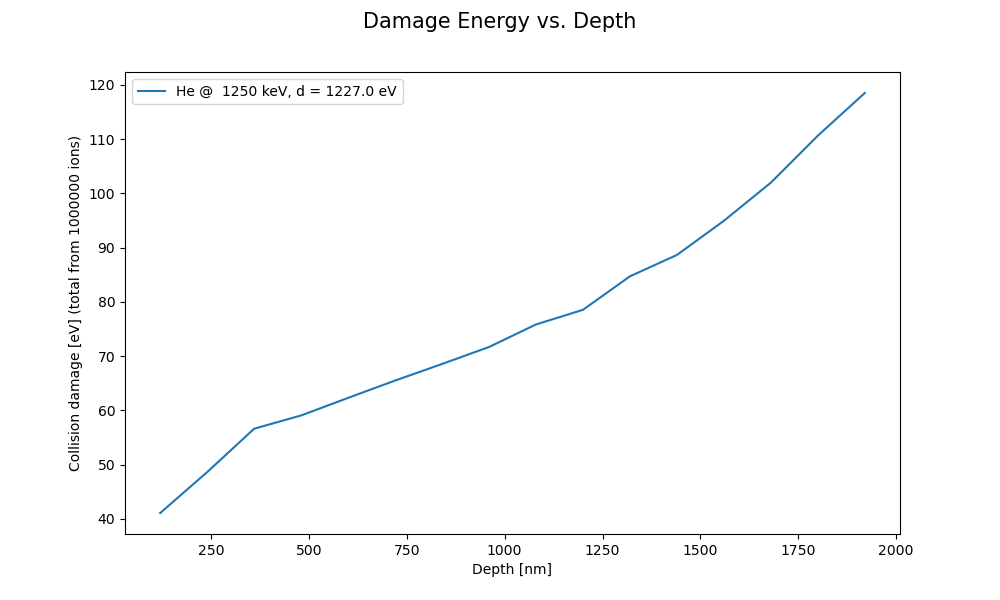 Damage Energy vs. Depth
He @  1250 keV, d = 1227.0 eV
Collision damage [eV] (total from 1000000 ions)
120
110
100
90
80
70
60
50
40
250 500 750 1000 1250 1500 1750 2000
Depth [nm]